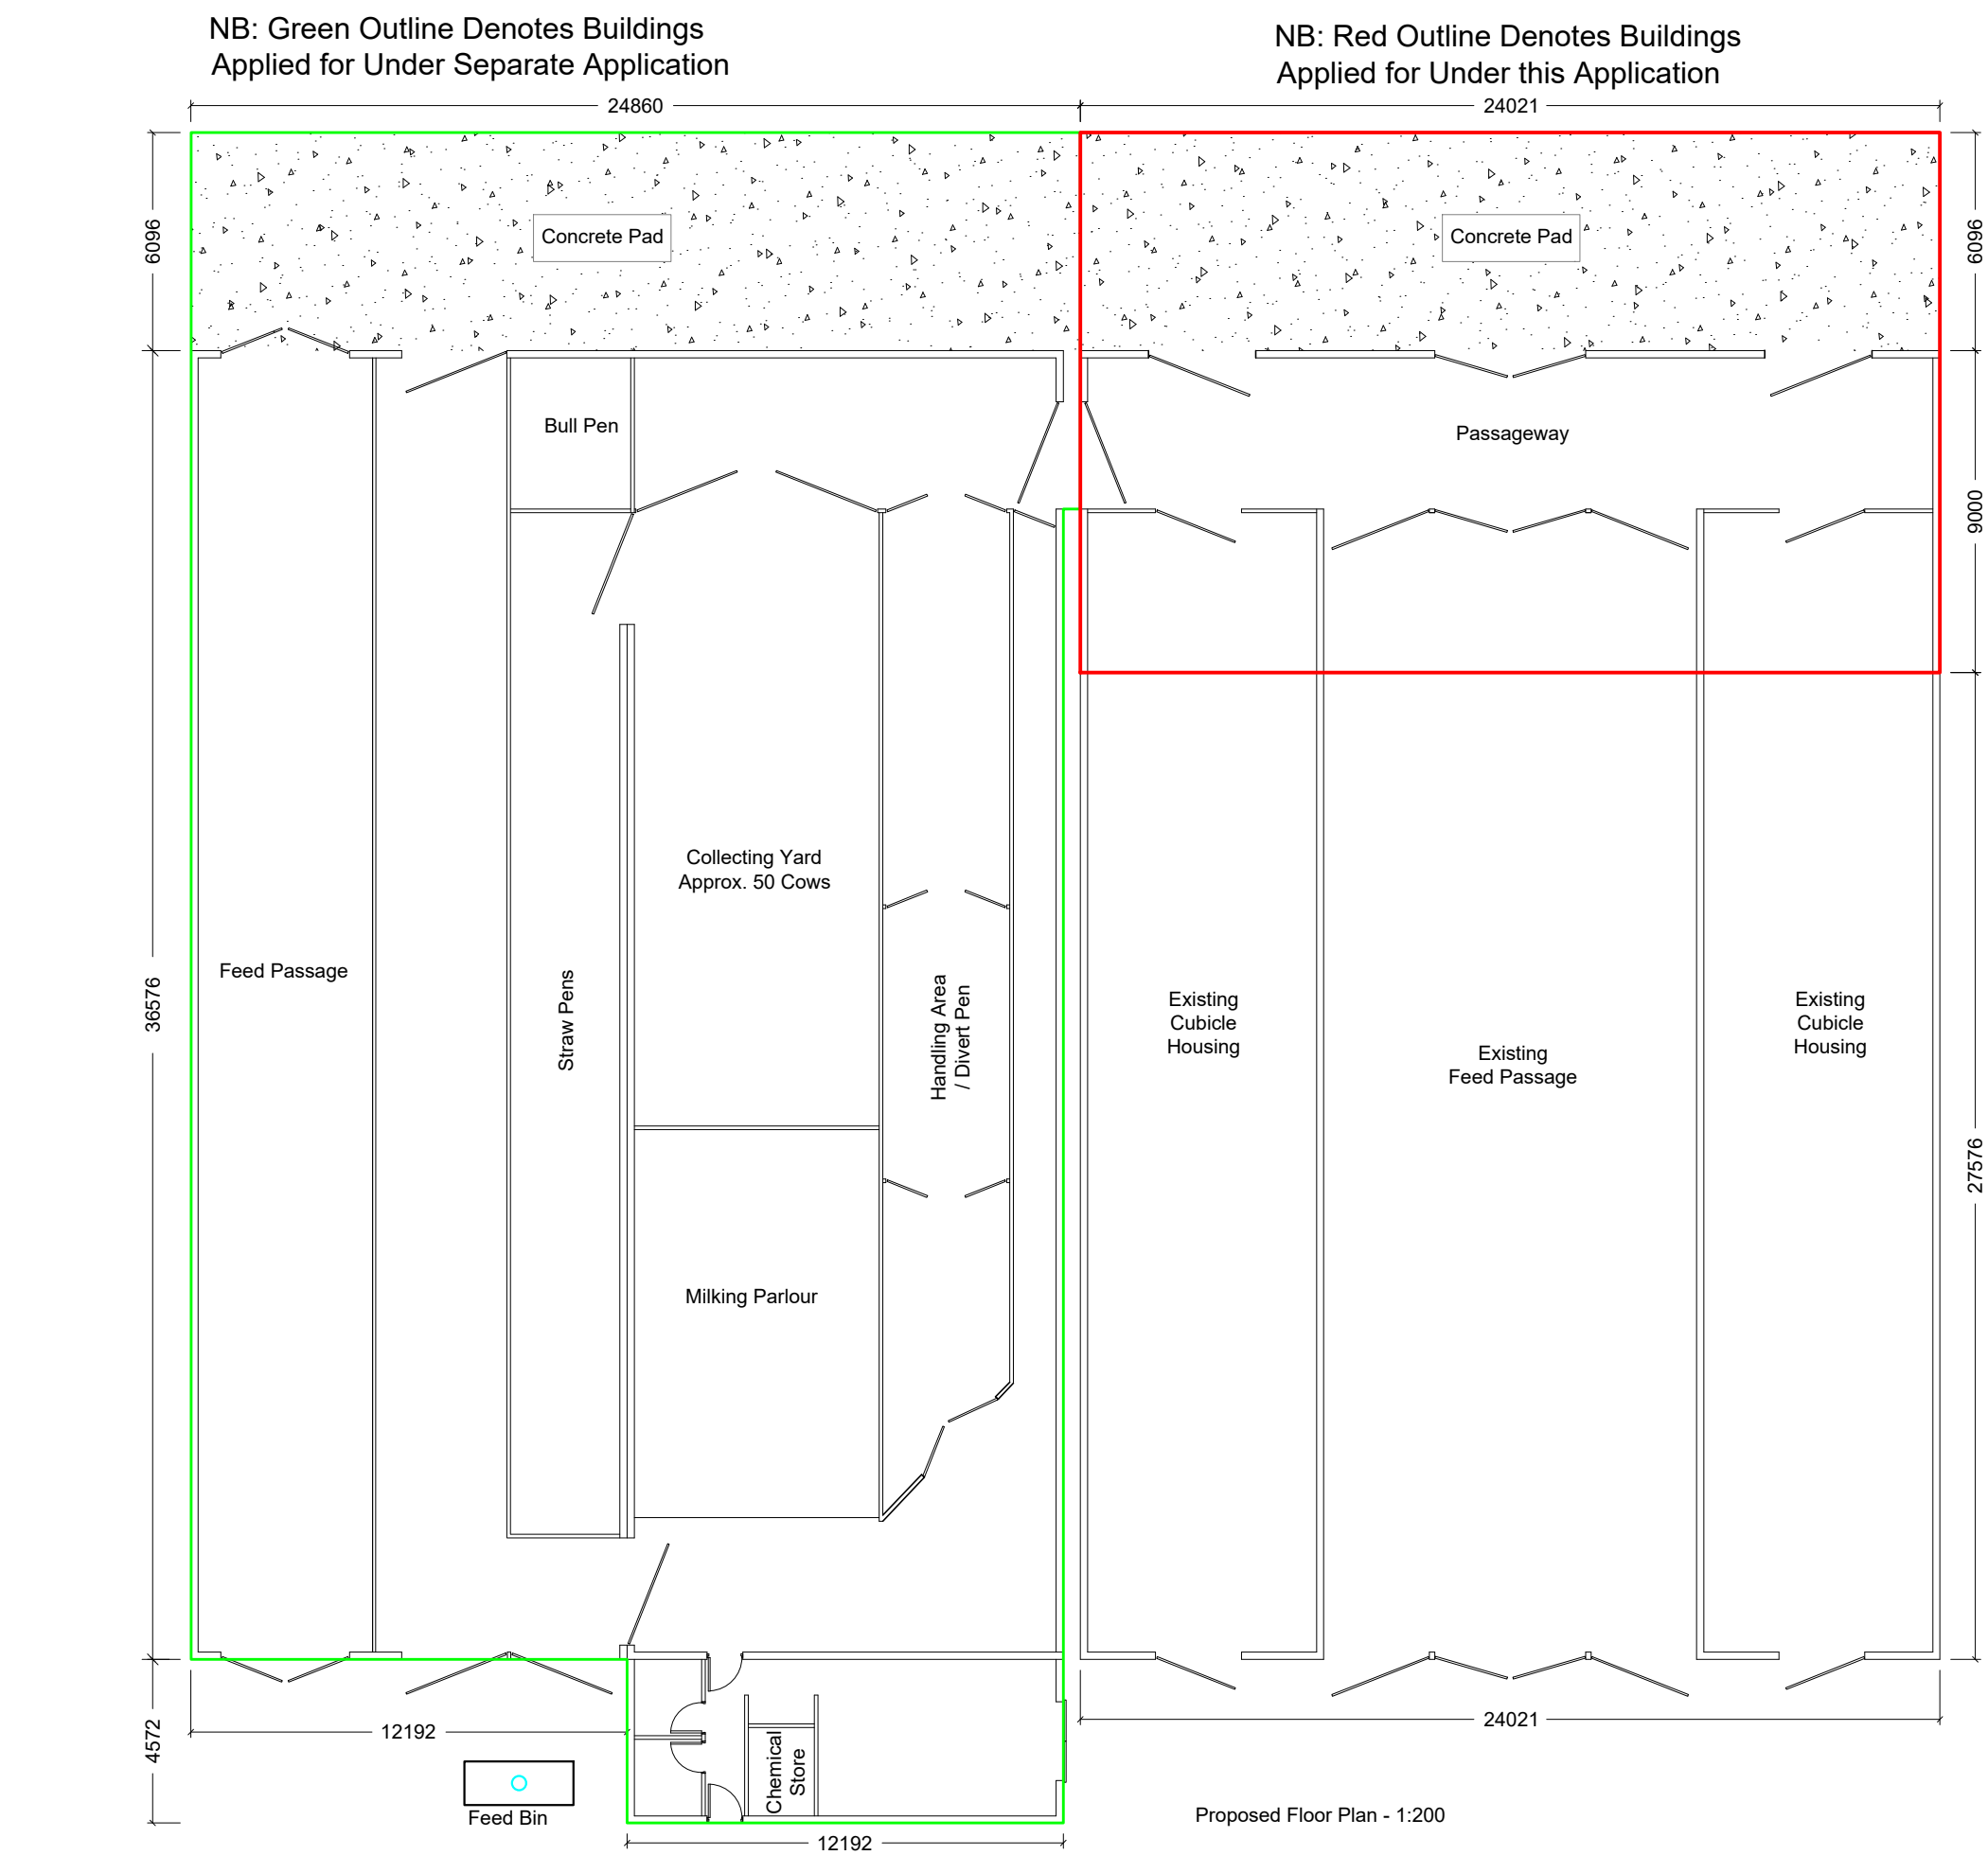 NB: Green Outline Denotes Buildings
Applied for Under Separate Application
NB: Red Outline Denotes Buildings
Applied for Under this Application
24860
24021
6096
Concrete Pad
Concrete Pad
6096
Bull Pen
Passageway
9000
Collecting Yard
Approx. 50 Cows
Feed Passage
36576
Straw Pens
Handling Area
/ Divert Pen
Existing
Cubicle
Housing
Existing
Feed Passage
Existing
Cubicle
Housing
27576
Milking Parlour
12192
24021
4572
Chemical
Store
Feed Bin
Proposed Floor Plan - 1:200
12192